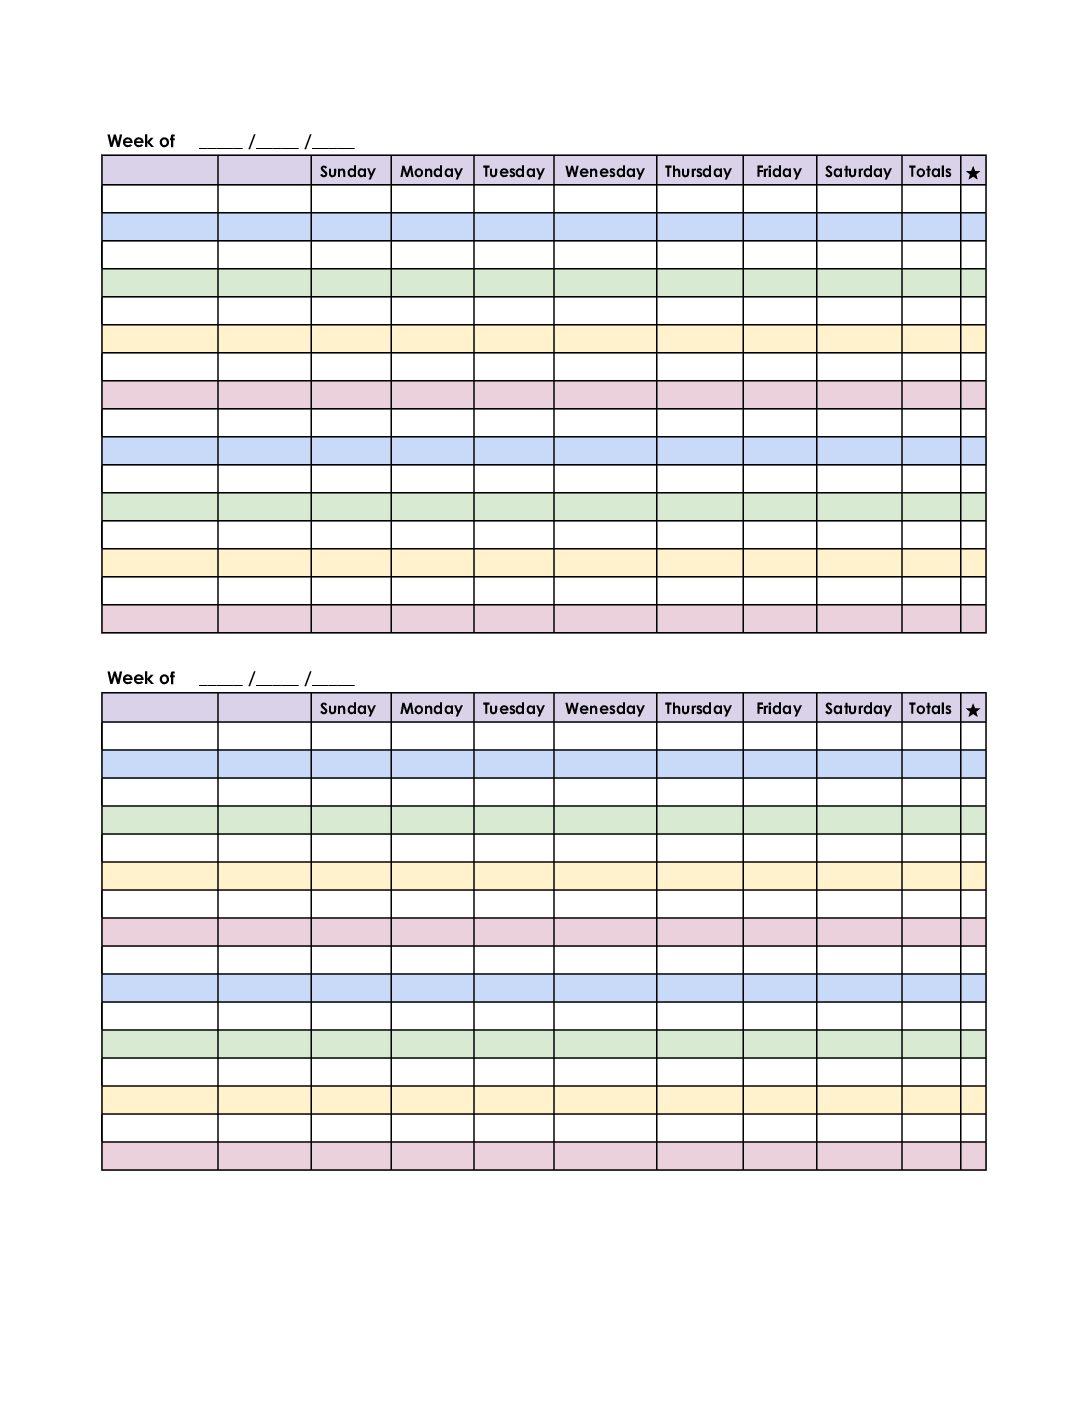 Week of _____ /_____ /_____
Sunday Monday Tuesday Wenesday Thursday Friday Saturday Totals ★
Week of _____ /_____ /_____
Sunday Monday Tuesday Wenesday Thursday Friday Saturday Totals ★